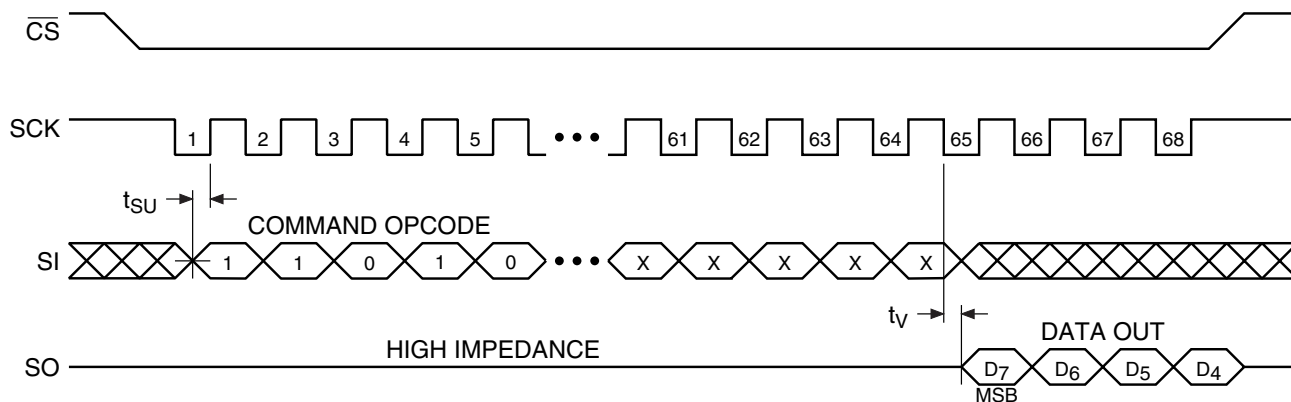 CS
SCK 1 2 3 4 5 ••• 61 62 63 64 65 66 67 68
tSU
COMMAND OPCODE
SI 1 1 0 1 0 ••• X X X X X
tV
DATA OUT
HIGH IMPEDANCE
SO D7 D6 D5 D4
MSB